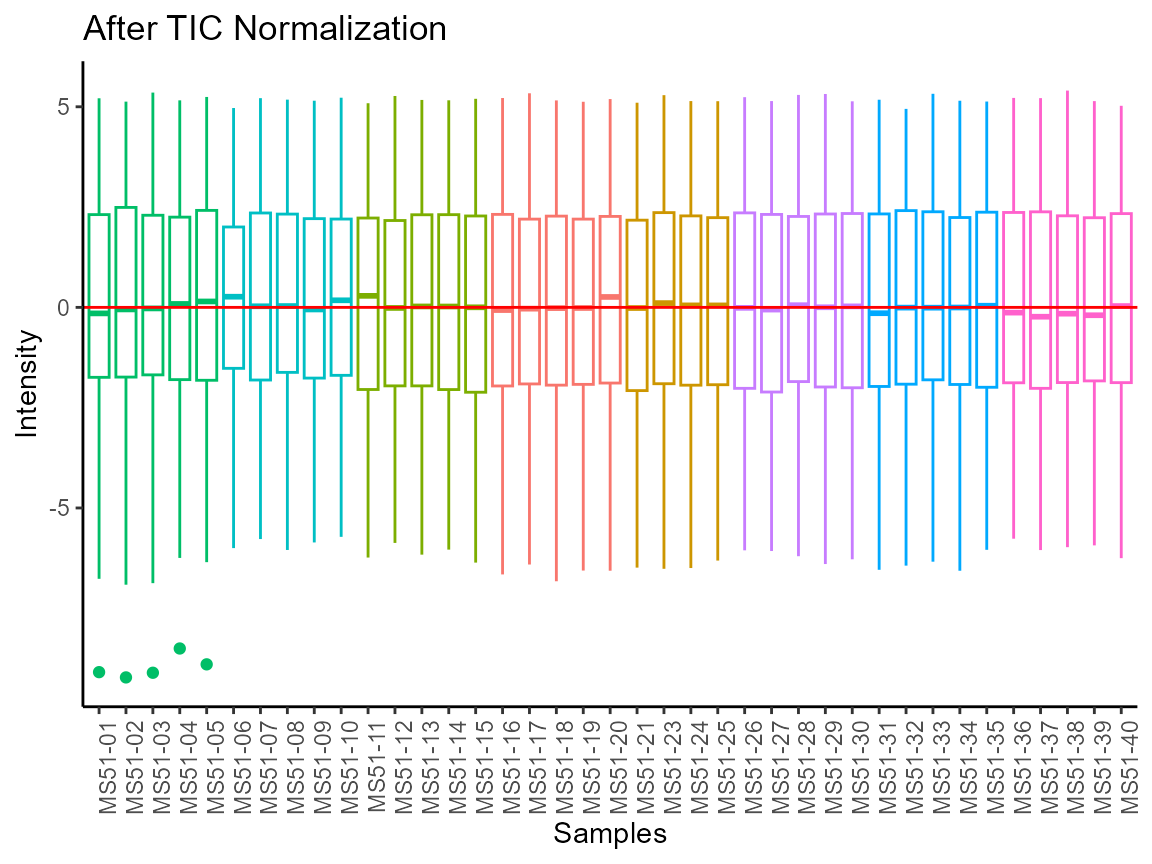 After TIC Normalization
Intensity
5
0
-5
MS51-01
MS51-02
MS51-03
MS51-04
MS51-05
MS51-06
MS51-07
MS51-08
MS51-09
MS51-10
MS51-11
MS51-12
MS51-13
MS51-14
MS51-15
MS51-16
MS51-17
MS51-18
MS51-19
MS51-20
MS51-21
MS51-23
MS51-24
MS51-25
MS51-26
MS51-27
MS51-28
MS51-29
MS51-30
MS51-31
MS51-32
MS51-33
MS51-34
MS51-35
MS51-36
MS51-37
MS51-38
MS51-39
MS51-40
Samples